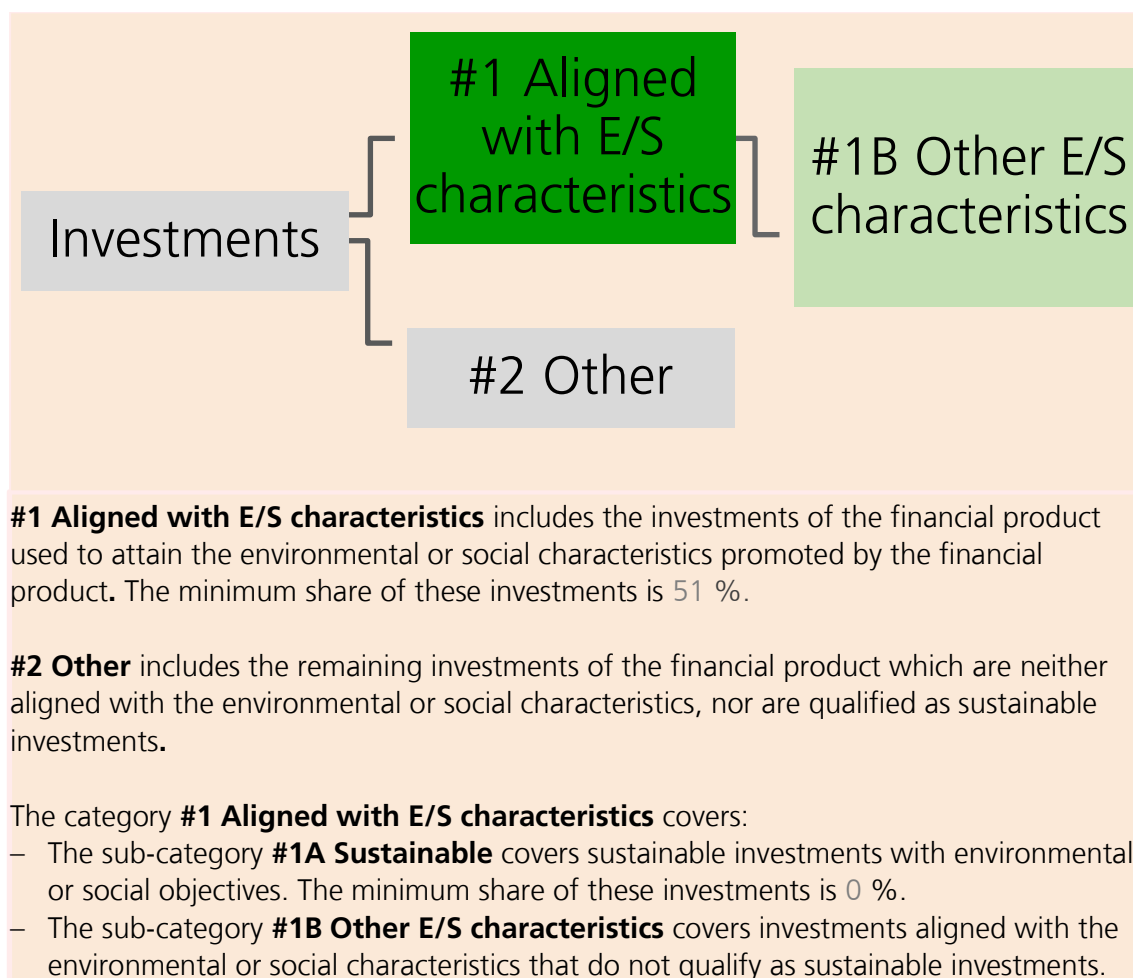 #1 Aligned
with E/S
characteristics
#1B Other E/S
characteristics
Investments
#2 Other
#1 Aligned with E/S characteristics includes the investments of the financial product
used to attain the environmental or social characteristics promoted by the financial
product. The minimum share of these investments is 51 %.
#2 Other includes the remaining investments of the financial product which are neither
aligned with the environmental or social characteristics, nor are qualified as sustainable
investments.
The category #1 Aligned with E/S characteristics covers:
– The sub-category #1A Sustainable covers sustainable investments with environmental
or social objectives. The minimum share of these investments is 0 %.
– The sub-category #1B Other E/S characteristics covers investments aligned with the
environmental or social characteristics that do not qualify as sustainable investments.